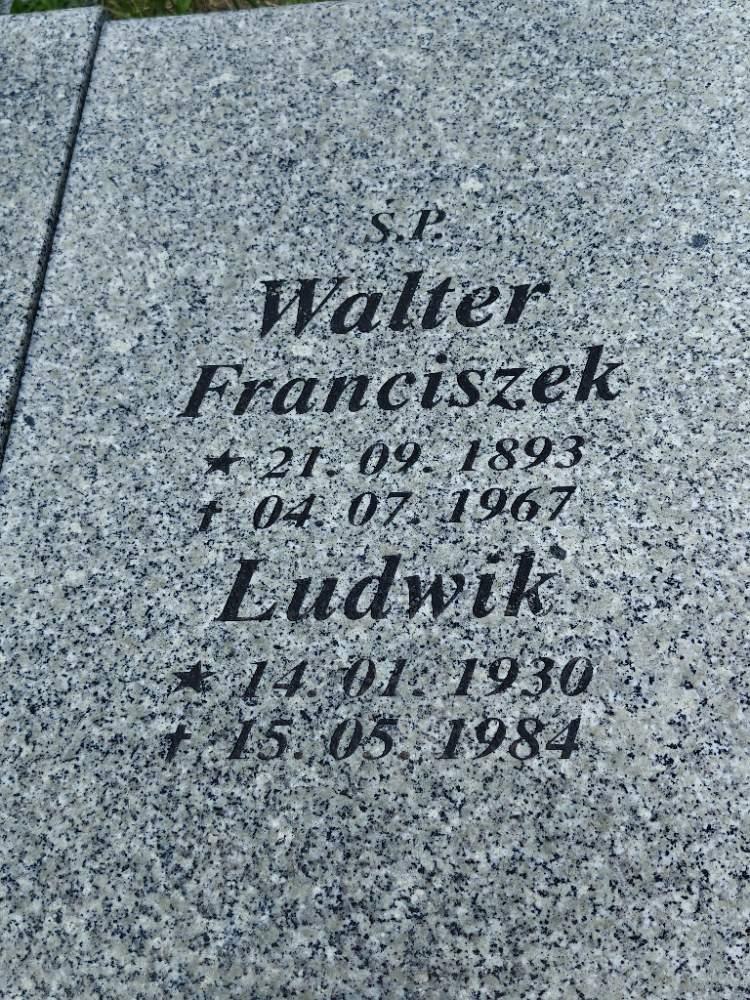 S.P.
Walter
Franciszek
★ 21. 09. 1893
† 04. 07. 1967
Ludwik
★ 14. 01. 1930
† 15. 05. 1984